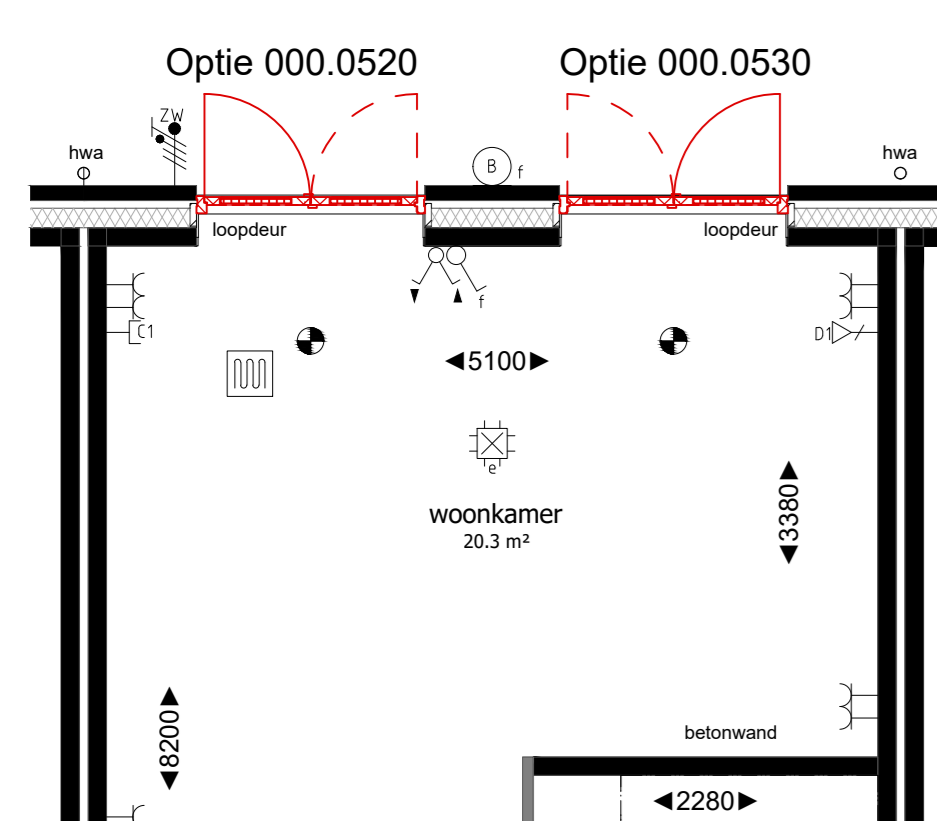 Optie 000.0520 Optie 000.0530
ZW
hwa
B f
hwa
loopdeur
loopdeur
f
C1
D1
5100
e
woonkamer
20.3 m²
3380
8200
betonwand
2280